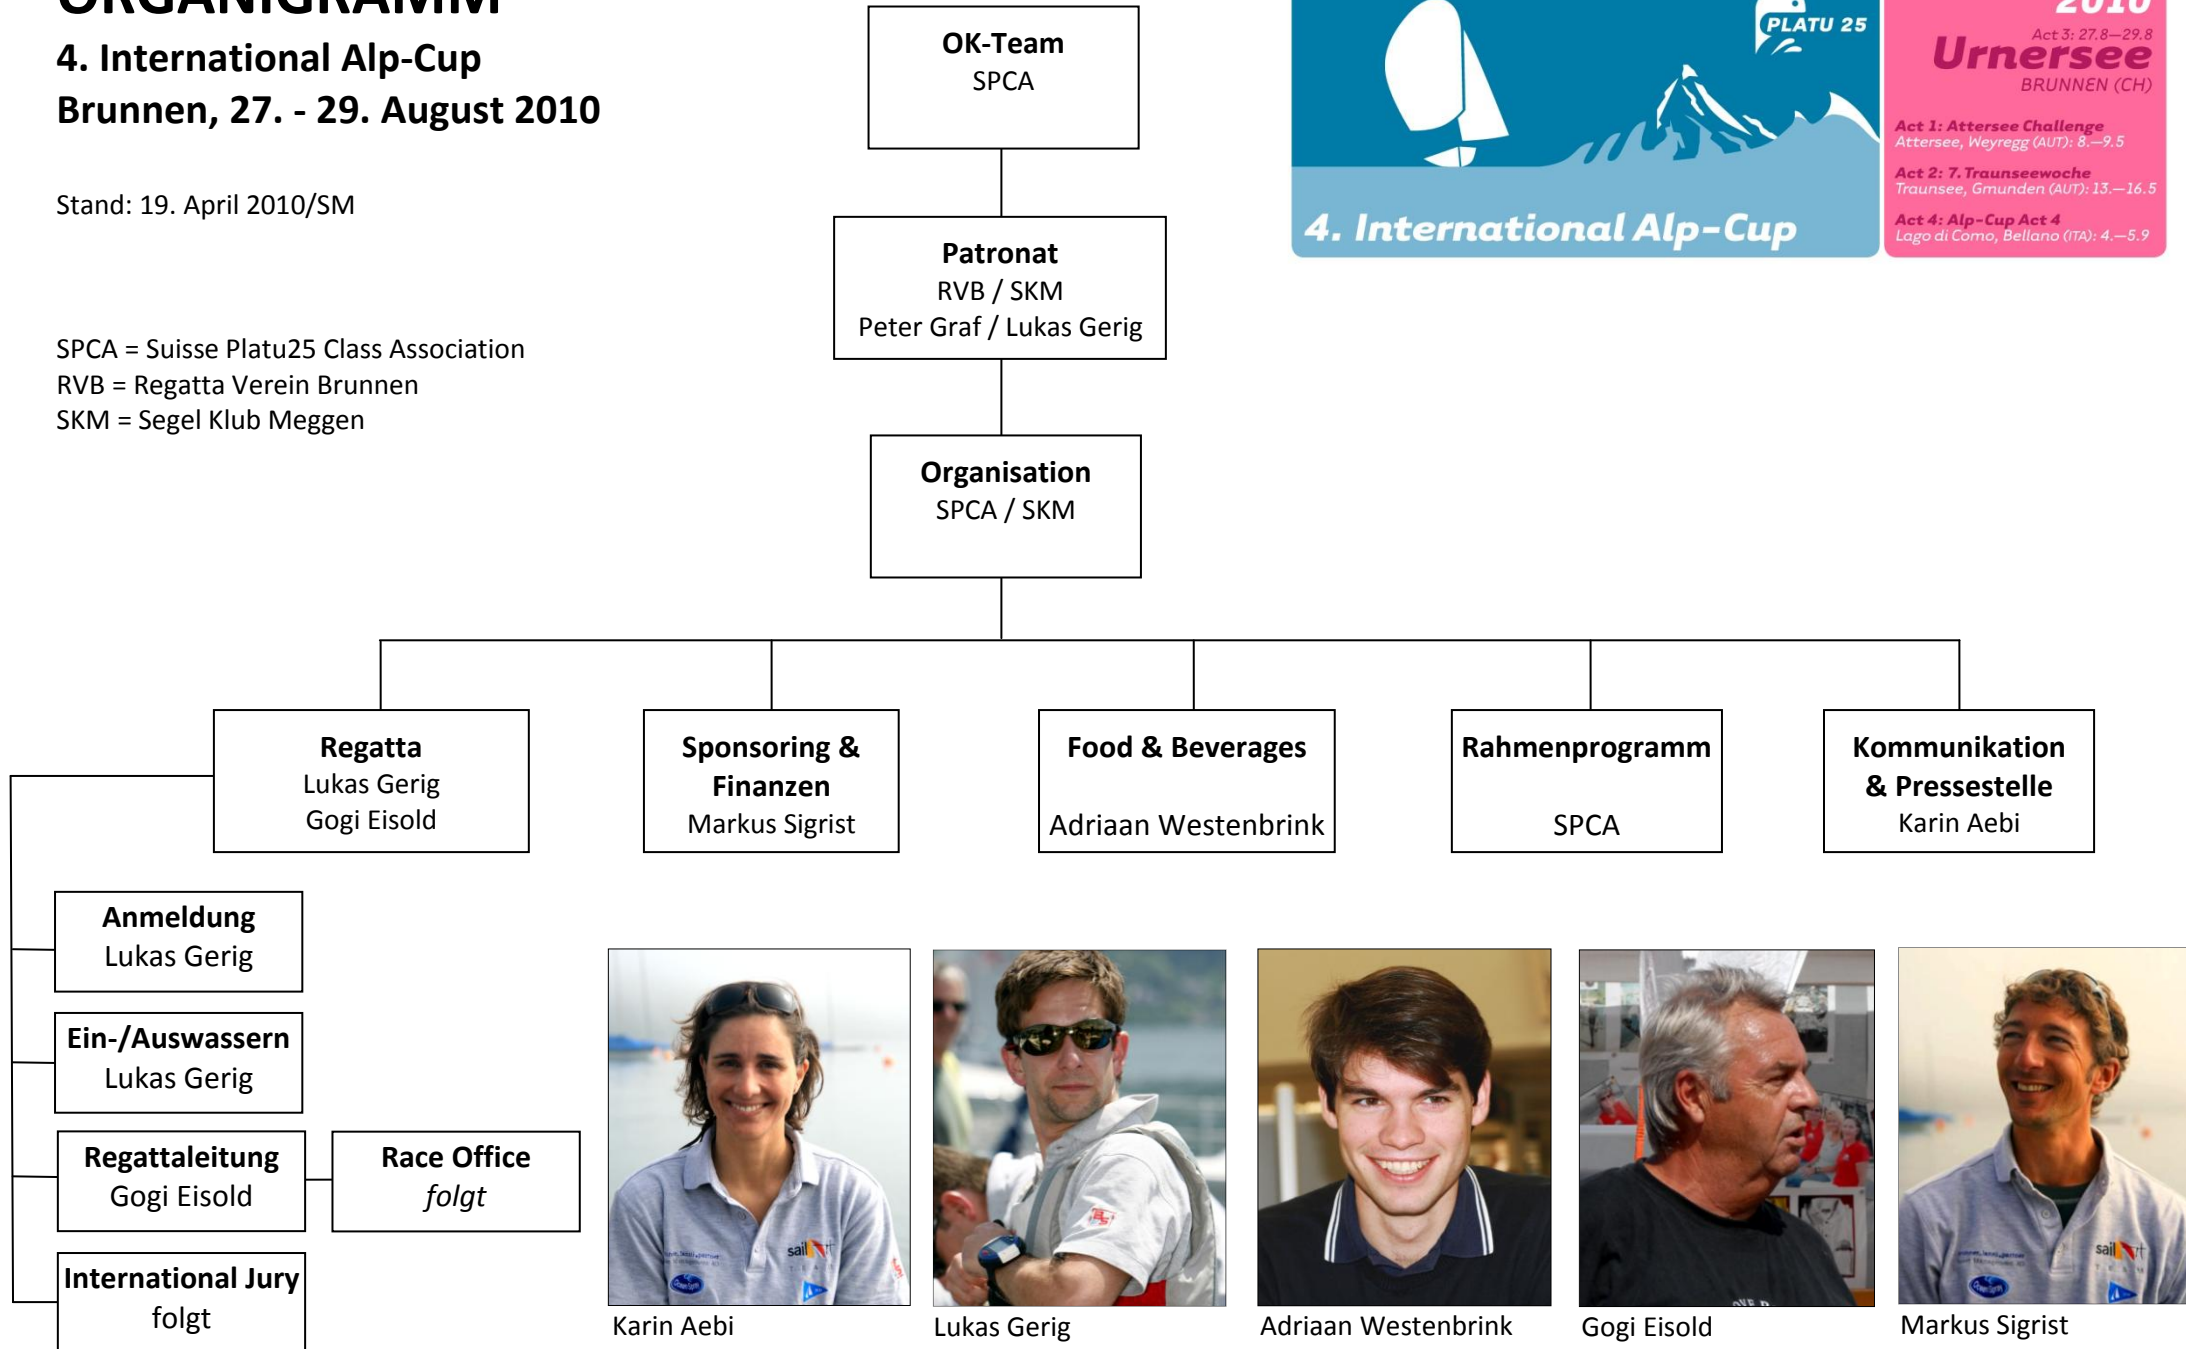 ORGANIGRAMM
4. International Alp-Cup
Brunnen, 27. - 29. August 2010
Stand: 19. April 2010/SM
SPCA = Suisse Platu25 Class Association
RVB = Regatta Verein Brunnen
SKM = Segel Klub Meggen
OK-Team
SPCA
Patronat
RVB / SKM
Peter Graf / Lukas Gerig
Organisation
SPCA / SKM
PLATU 25
4. International Alp-Cup
2010
Act 3: 27.8—29.8
Urnersee
BRUNNEN (CH)
Act 1: Attersee Challenge
Attersee, Weyregg (AUT): 8.—9.5
Act 2: 7. Traunseewoche
Traunsee, Gmunden (AUT): 13.—16.5
Act 4: Alp-Cup Act 4
Lago di Como, Bellano (ITA): 4.—5.9
Regatta
Lukas Gerig
Gogi Eisold
Sponsoring &
Finanzen
Markus Sigrist
Food & Beverages
Adriaan Westenbrink
Rahmenprogramm
SPCA
Kommunikation
& Pressestelle
Karin Aebi
Anmeldung
Lukas Gerig
Ein-/Auswassern
Lukas Gerig
Regattaleitung
Gogi Eisold
Race Office
folgt
International Jury
folgt
sail
sail
Karin Aebi
Lukas Gerig
Adriaan Westenbrink
Gogi Eisold
Markus Sigrist